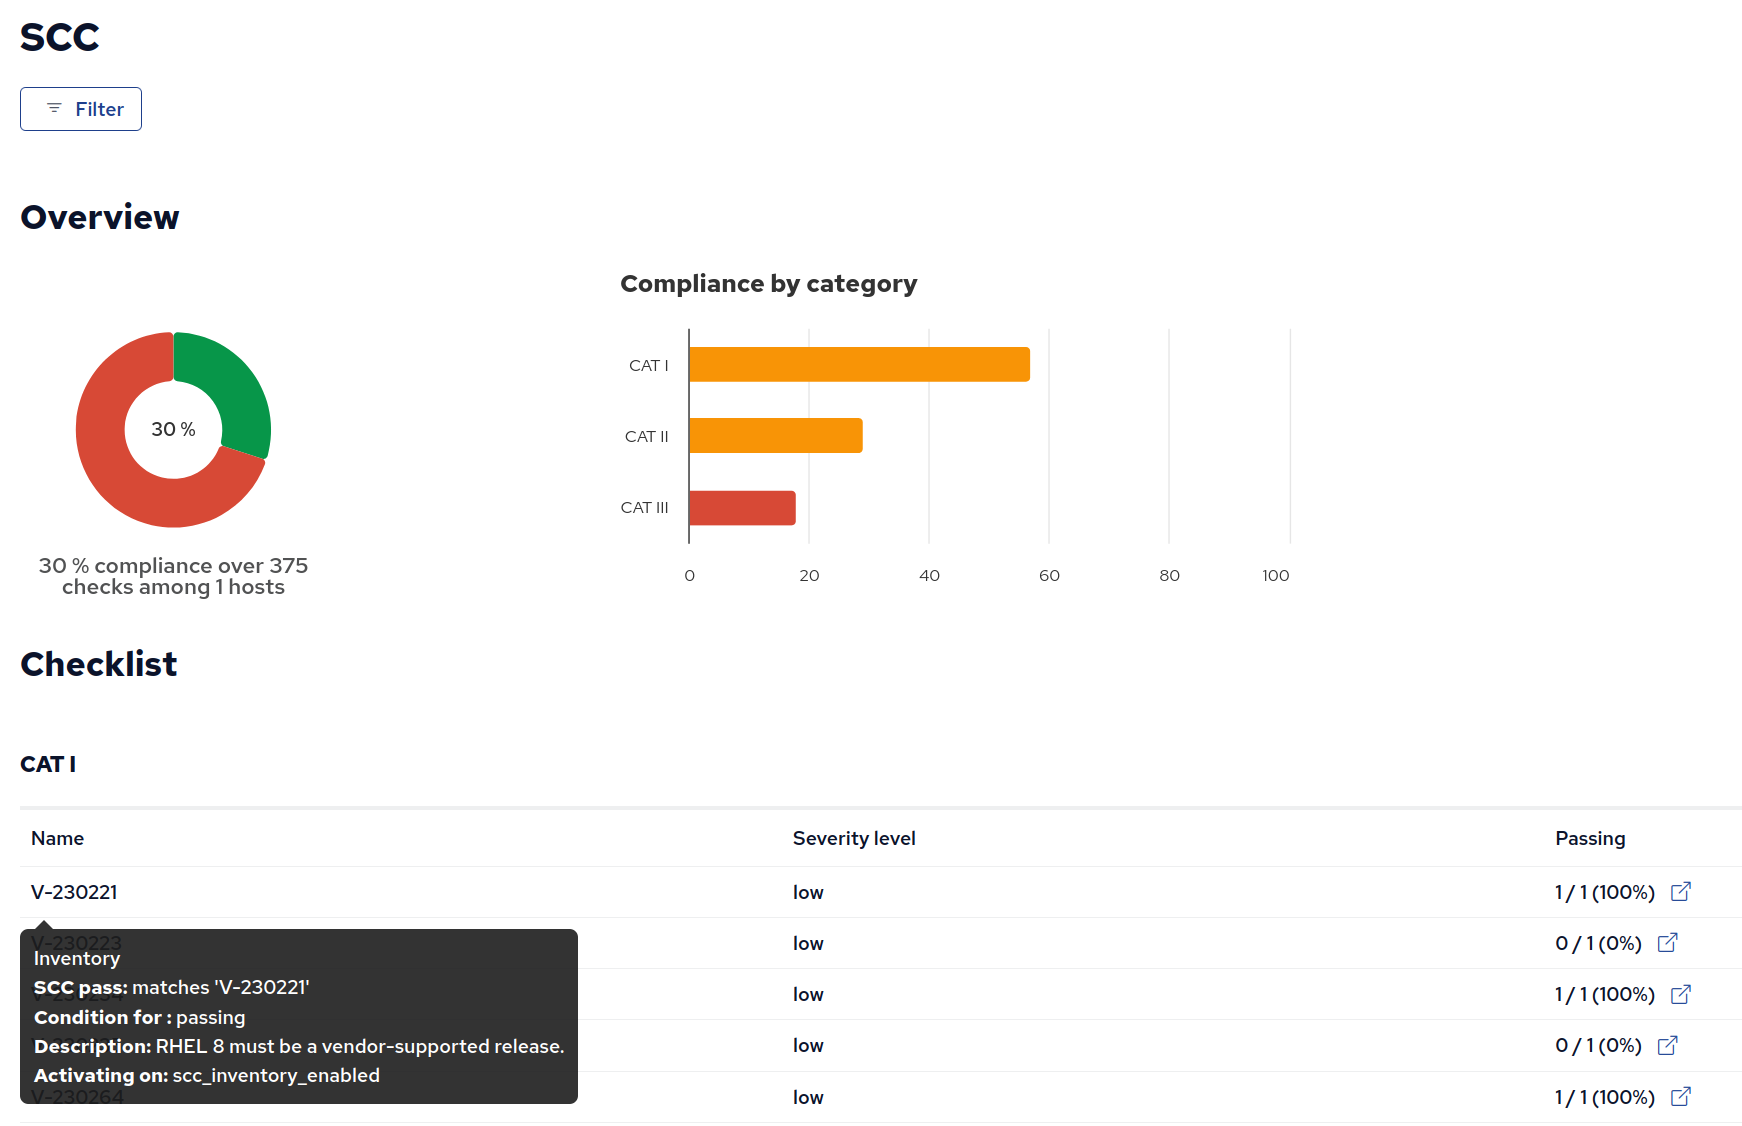 SCC
Filter
Overview
Compliance by category
CAT I
CAT II
CAT III
0 20 40 60 80 100
30 %
30 % compliance over 375
checks among 1 hosts
Checklist
CAT I
Name Severity level Passing
V-230221 low 1 / 1 (100%)
V-230223 low 0 / 1 (0%)
Inventory
SCC pass: matches 'V-230221'
low 1 / 1 (100%)
Condition for : passing
Description: RHEL 8 must be a vendor-supported release.
low 0 / 1 (0%)
Activating on: scc_inventory_enabled
V-230264 low 1 / 1 (100%)